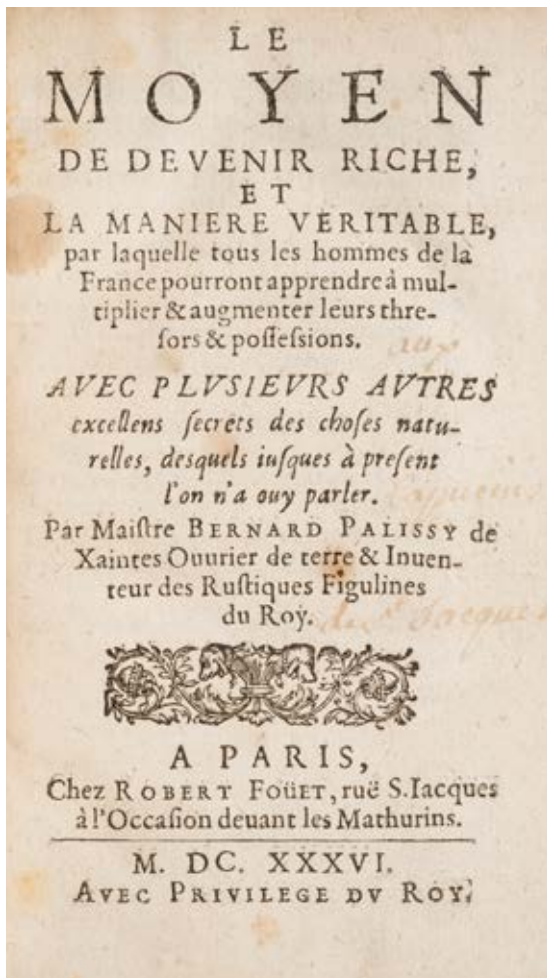 LE
MOYEN
DE DEVENIR RICHE,
ET
LA MANIERE VERITABLE,
par laquelle tous les hommes de la
France pourront apprendre à mul-
tiplier & augmenter leurs thre-
ſors & poſſeſſions.
AVEC PLVSIEVRS AVTRES
excellens ſecrets des choſes natu-
relles, desquels iuſques à preſent
l'on n'a ouy parler.
Par Maiſtre BERNARD PALISSY de
Xaintes Ouurier de terre & Inuen-
teur des Ruſtiques Figulines
du Roy.
A PARIS,
Chez ROBERT FOÜET, ruë S. Iacques
à l'Occaſion deuant les Mathurins.
M. DC. XXXVI.
AVEC PRIVILEGE DV ROY.